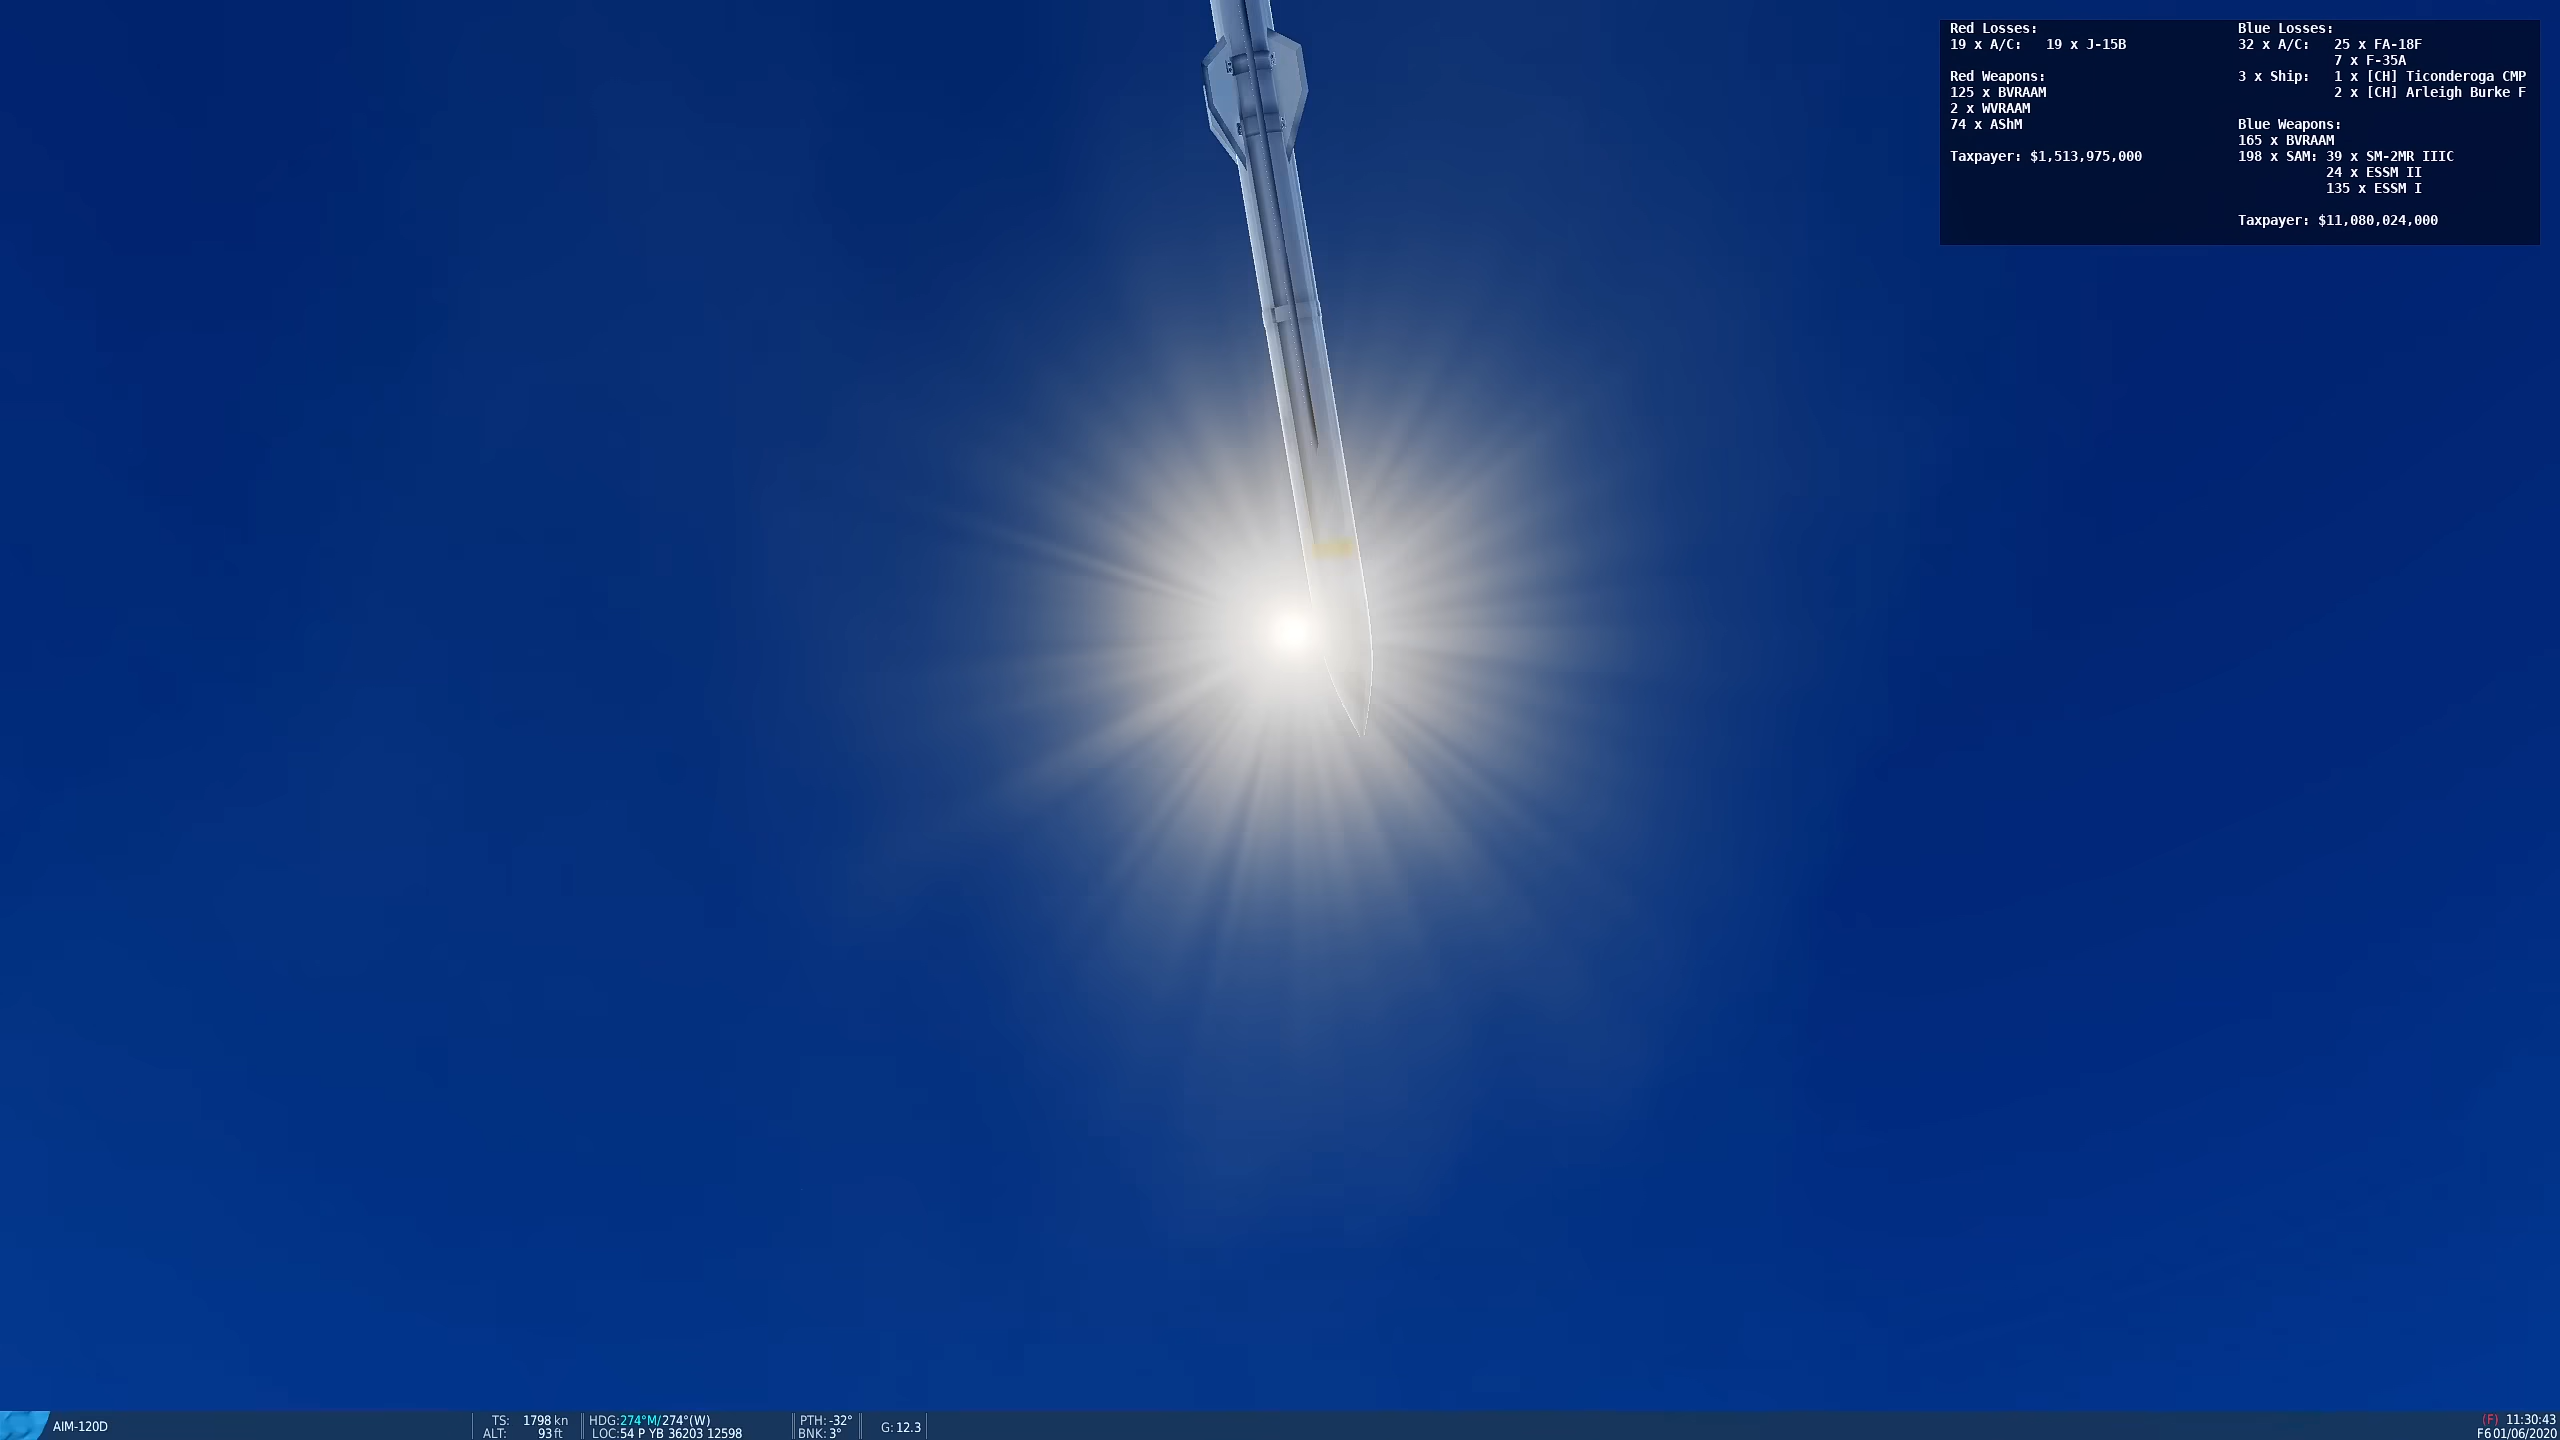 Red Losses:
19 x A/C:   19 x J-15B
Red Weapons:
125 x BVRAAM
2 x WVRAAM
74 x AShM
Taxpayer: $1,513,975,000
Blue Losses:
32 x A/C:   25 x FA-18F
7 x F-35A
3 x Ship:   1 x [CH] Ticonderoga CMP
2 x [CH] Arleigh Burke F
Blue Weapons:
165 x BVRAAM
198 x SAM: 39 x SM-2MR IIIC
24 x ESSM II
135 x ESSM I
Taxpayer: $11,080,024,000
AIM-120D
TS: 1798 kn
ALT: 93 ft
HDG:274°M/274°(W)
LOC:54 P YB 36203 12598
PTH: -32°
BNK: 3°
G: 12.3
(F) 11:30:43
F6 01/06/2020